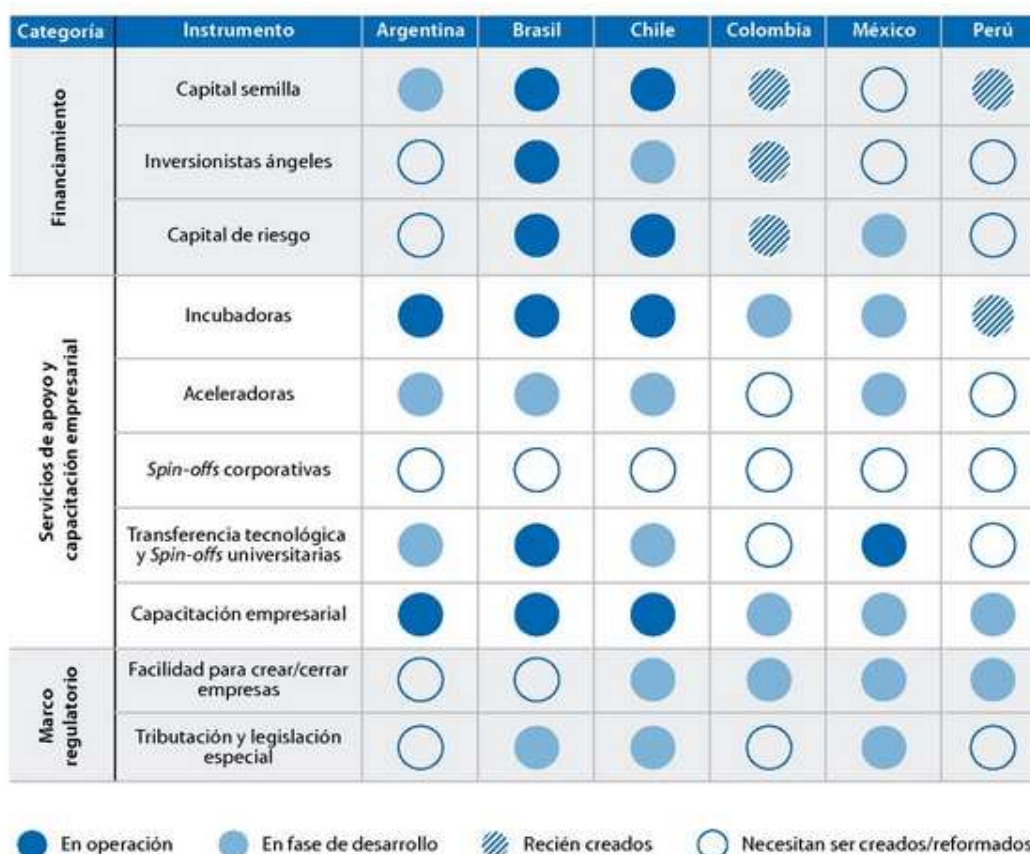 Categoría Instrumento Argentina Brasil Chile Colombia México Perú
Financiamiento
Capital semilla
Inversionistas ángeles
Capital de riesgo
Servicios de apoyo y
capacitación empresarial
Incubadoras
Aceleradoras
Spin-offs corporativas
Transferencia tecnológica
y Spin-offs universitarias
Capacitación empresarial
Marco
regulatorio
Facilidad para crear/cerrar
empresas
Tributación y legislación
especial
En operación En fase de desarrollo Recién creados Necesitan ser creados/reformados